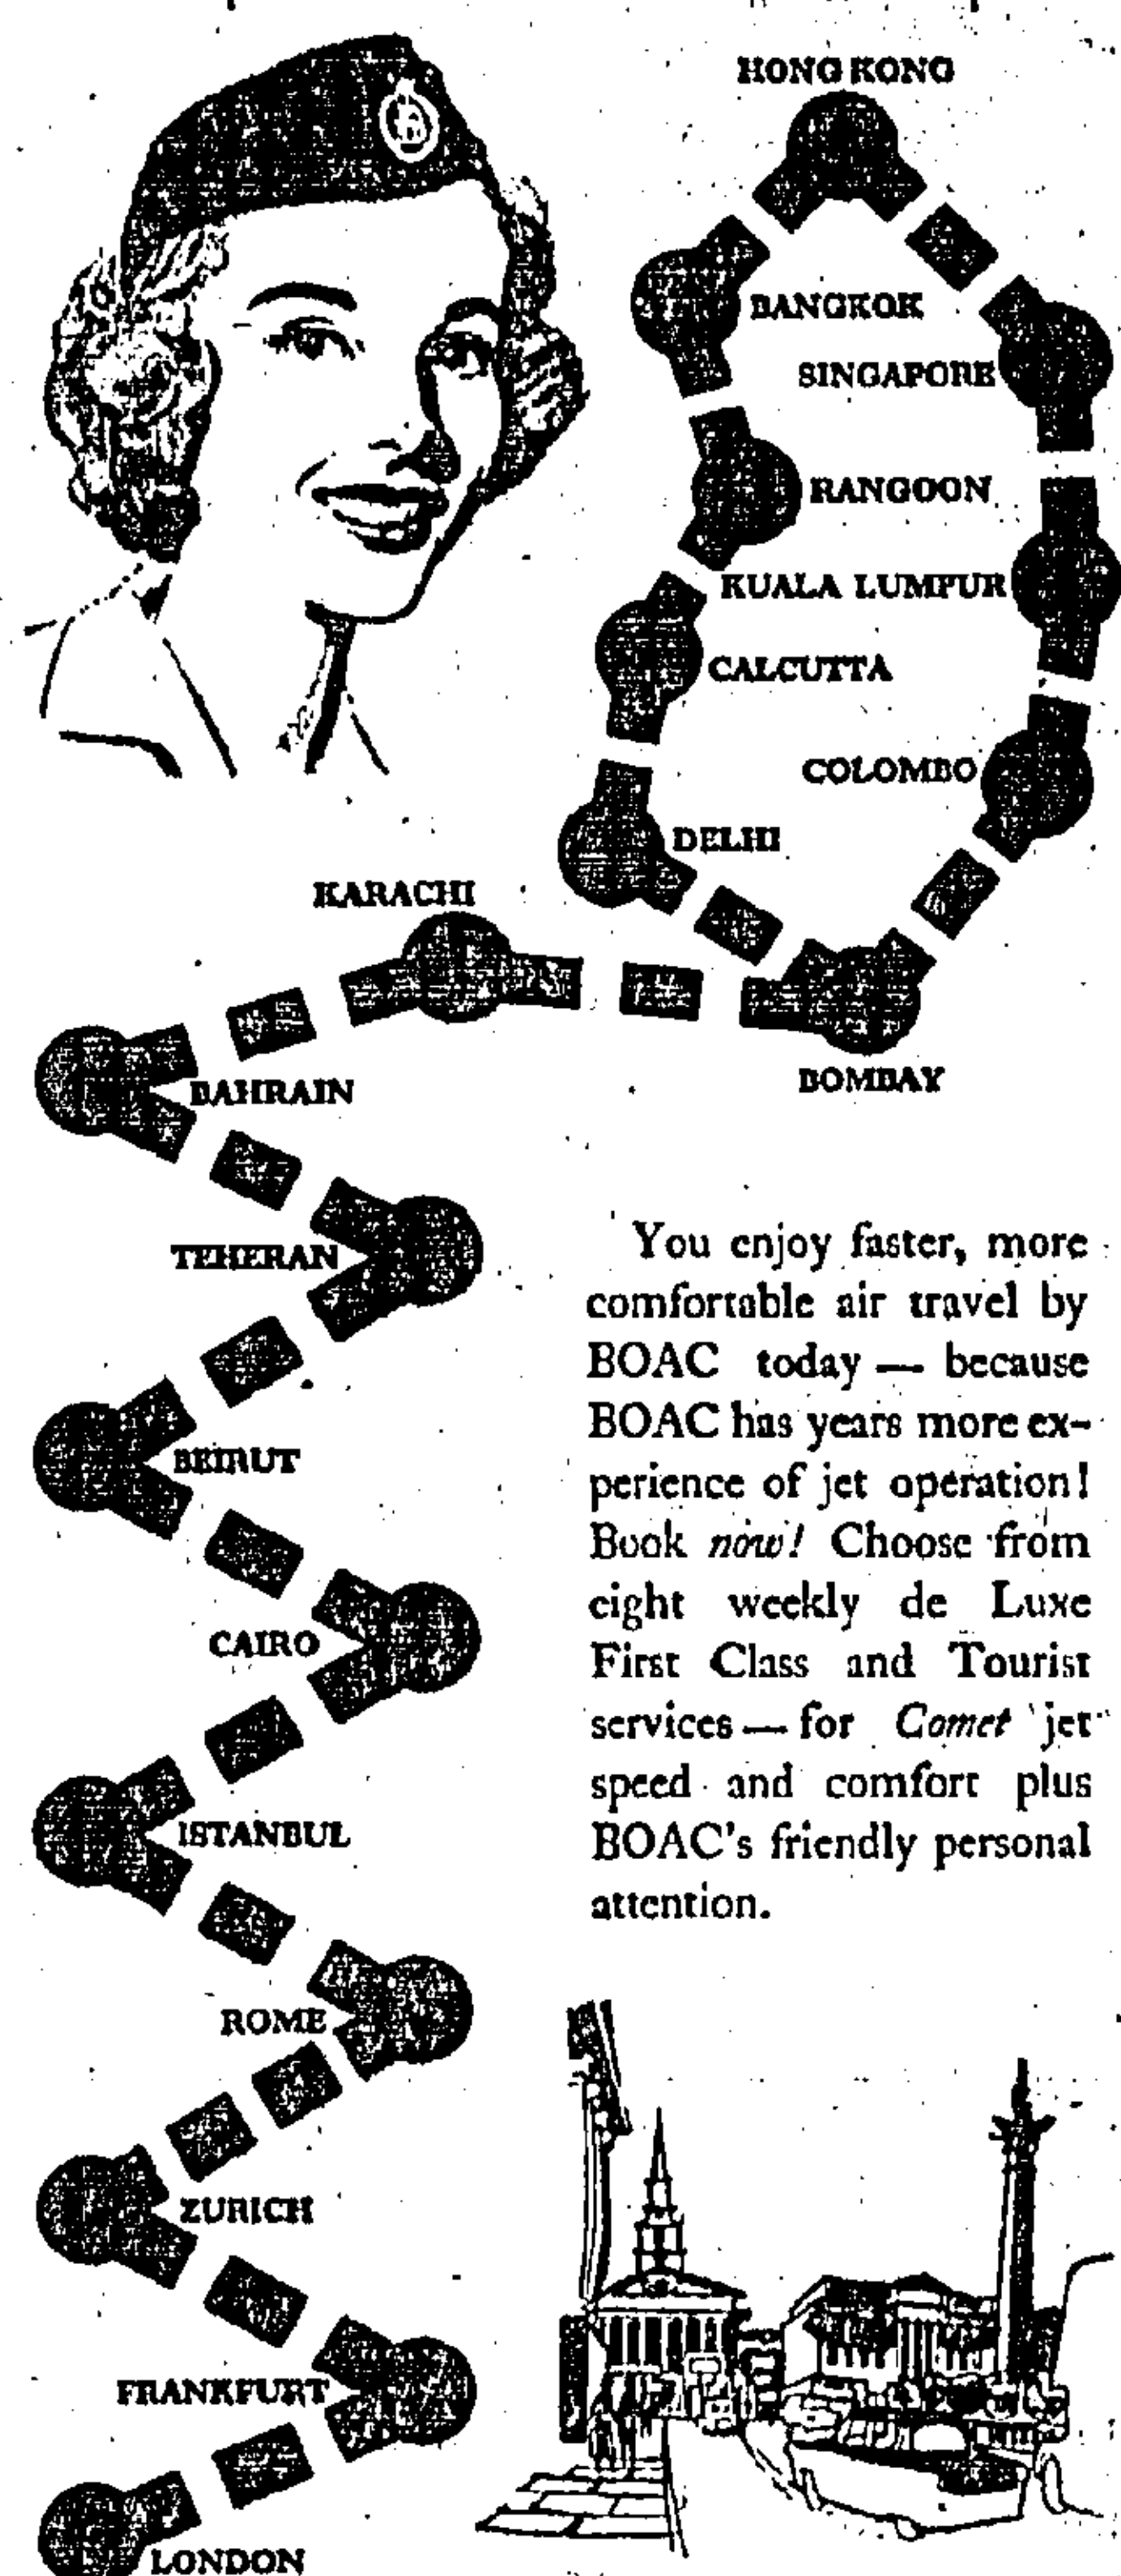 HONG KONG
BANGKOK
SINGAPORE
RANGOON
KUALA LUMPUR
CALCUTTA
COLOMBO
DELHI
KARACHI
BOMBAY
BAHRAIN
TEHERAN
BEIRUT
CAIRO
ISTANBUL
ROME
ZURICH
FRANKFURT
LONDON
You enjoy faster, more
comfortable air travel by
BOAC today — because
BOAC has years more ex-
perience of jet operation!
Book now! Choose from
eight weekly de Luxe
First Class and Tourist
services — for Comet jet
speed and comfort plus
BOAC's friendly personal
attention.